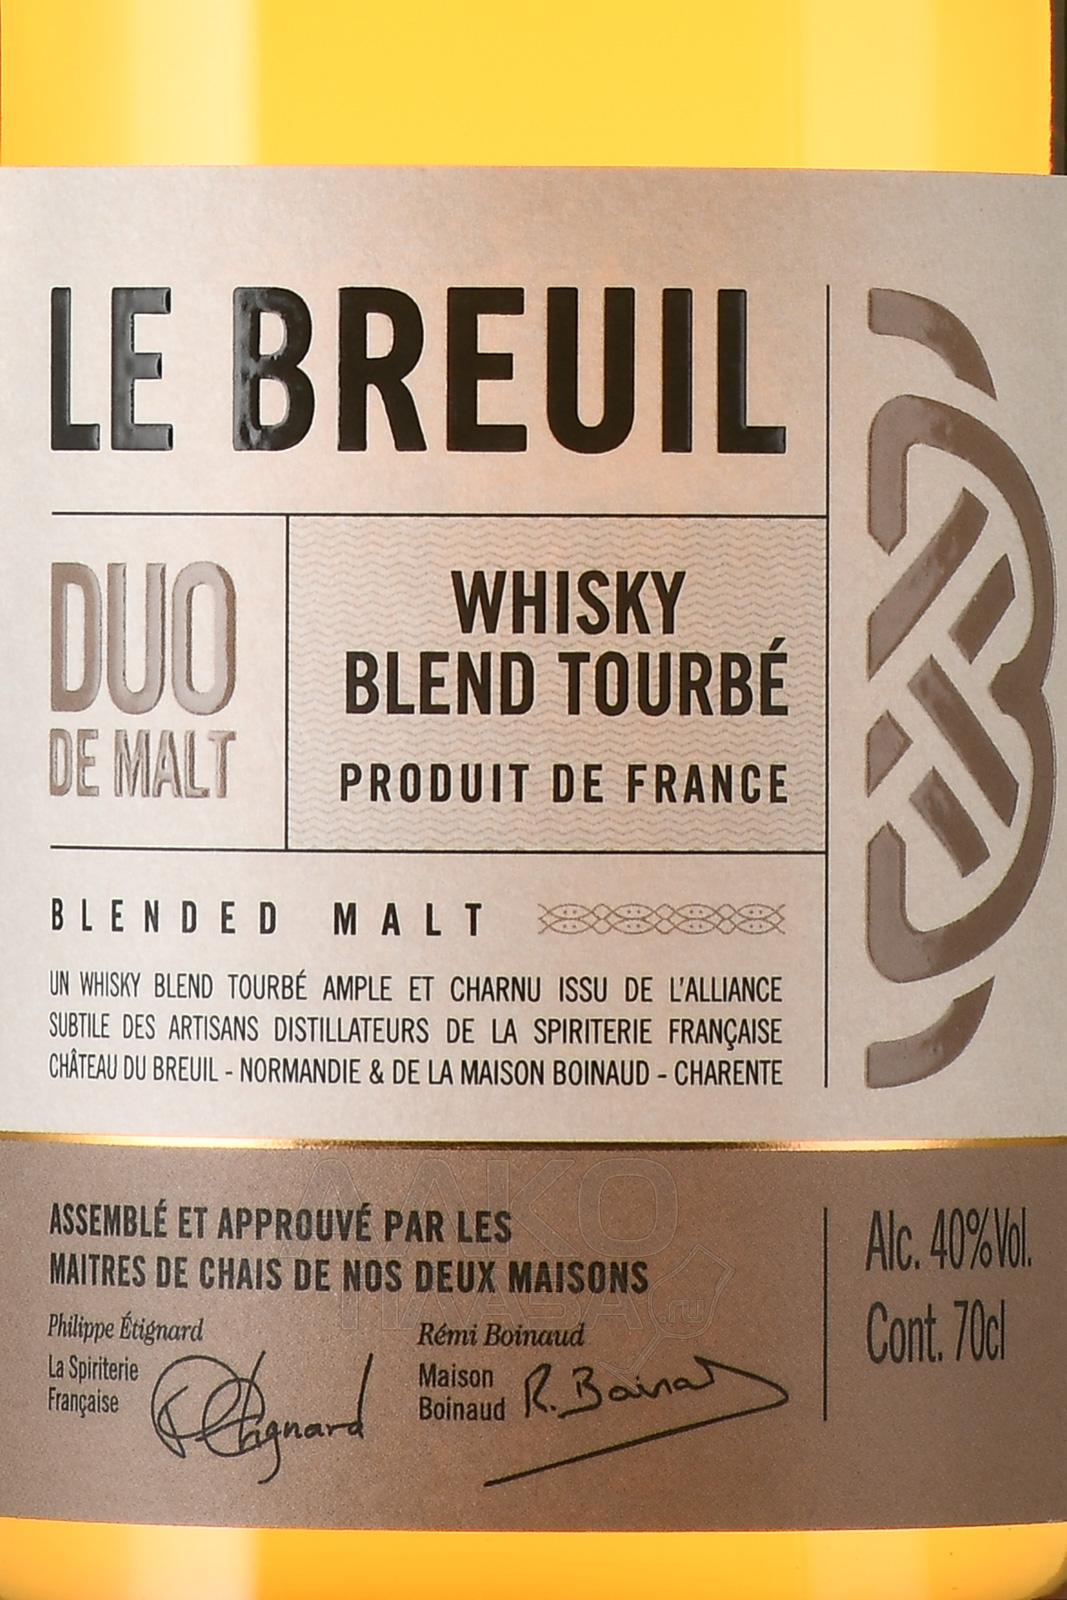 LE BREUIL
DUO
DE MALT
WHISKY
BLEND TOURBÉ
PRODUIT DE FRANCE
BLENDED MALT
UN WHISKY BLEND TOURBÉ AMPLE ET CHARNU ISSU DE L'ALLIANCE
SUBTILE DES ARTISANS DISTILLATEURS DE LA SPIRITERIE FRANÇAISE
CHÂTEAU DU BREUIL - NORMANDIE & DE LA MAISON BOINAUD - CHARENTE
ASSEMBLÉ ET APPROUVÉ PAR LES
MAITRES DE CHAIS DE NOS DEUX MAISONS
Philippe Étignard
La Spiriterie
Française
P. Étignard
Rémi Boinaud
Maison
Boinaud
R. Boinaud
Alc. 40%Vol.
Cont. 70cl